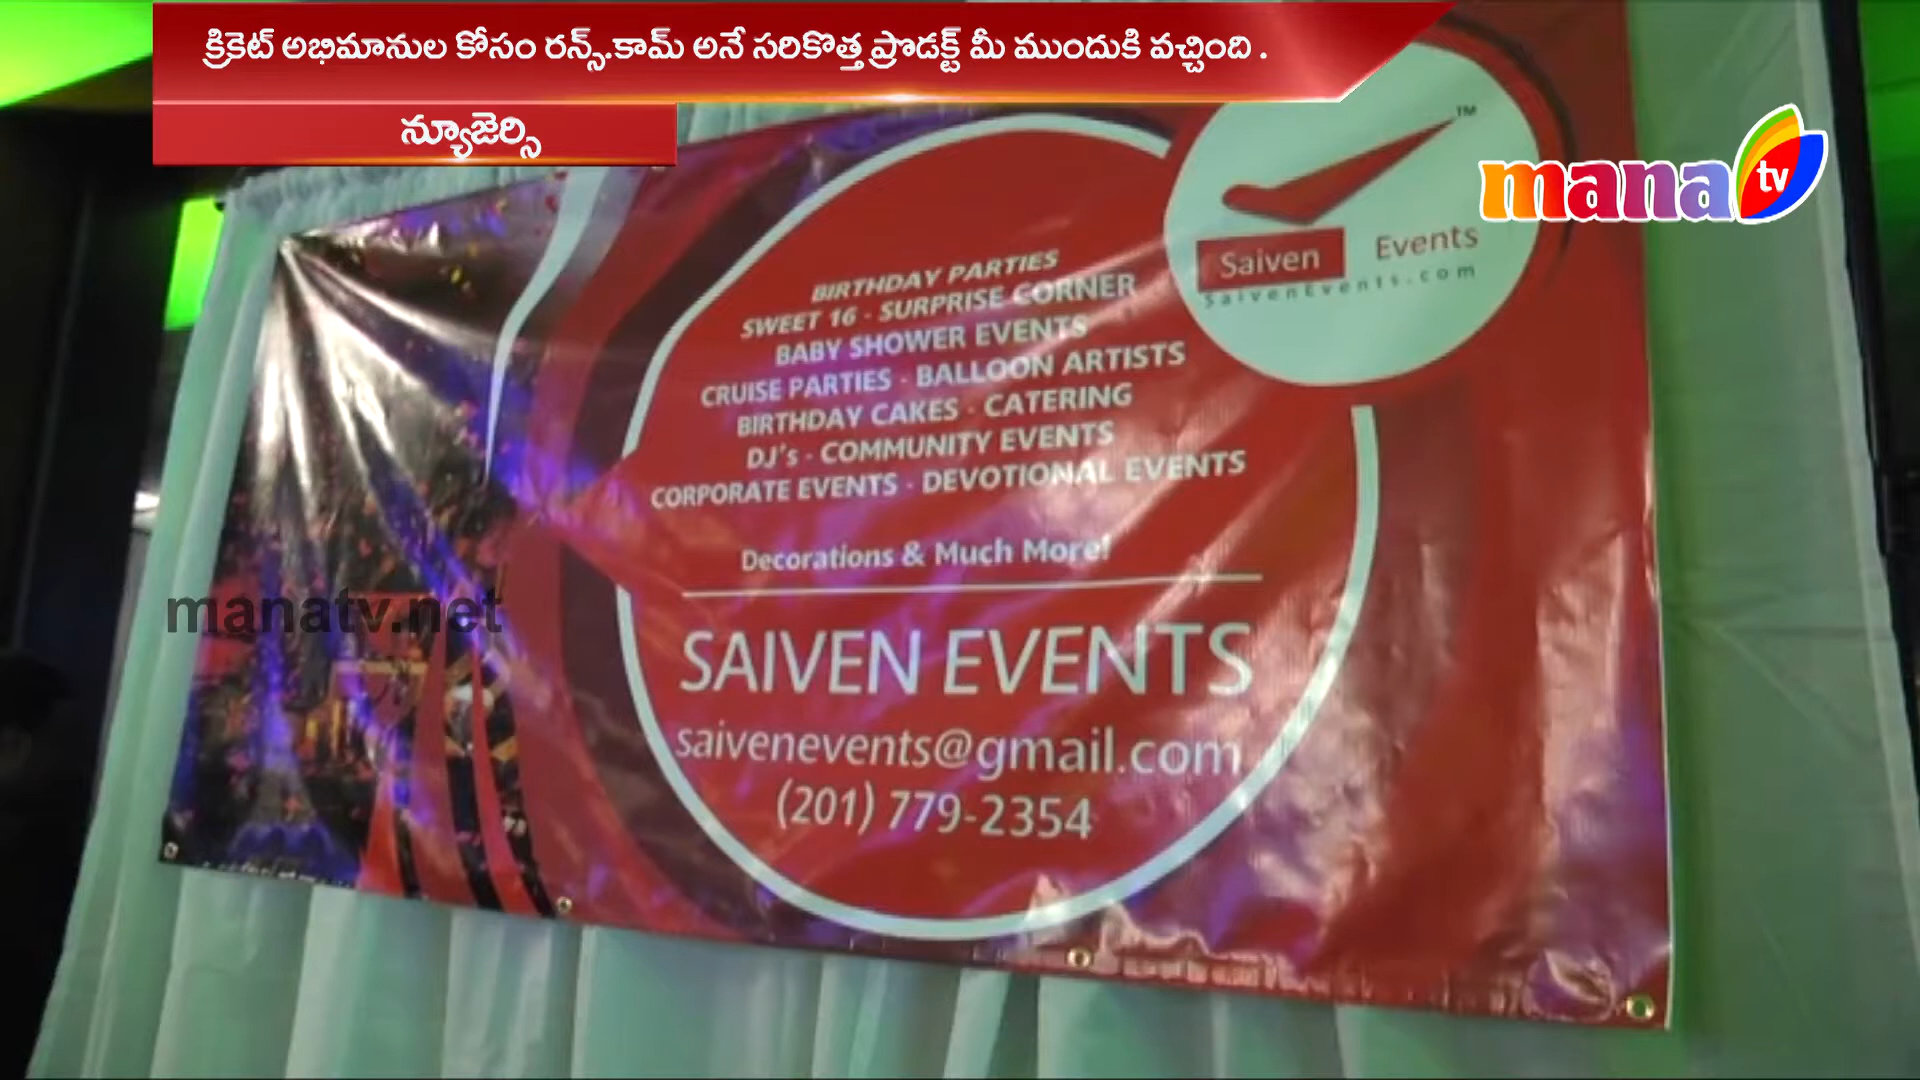 క్రికెట్ అభిమానుల కోసం రన్స్.కామ్ అనే సరికొత్త ప్రొడక్ట్ మీ ముందుకి వచ్చింది .
న్యూజెర్సి
mana tv
TM
Saiven Events
SaivenEvents.com
BIRTHDAY PARTIES
SWEET 16 - SURPRISE CORNER
BABY SHOWER EVENTS
CRUISE PARTIES - BALLOON ARTISTS
BIRTHDAY CAKES - CATERING
DJ's - COMMUNITY EVENTS
CORPORATE EVENTS - DEVOTIONAL EVENTS
Decorations & Much More!
manatv.net
SAIVEN EVENTS
saivenevents@gmail.com
(201) 779-2354